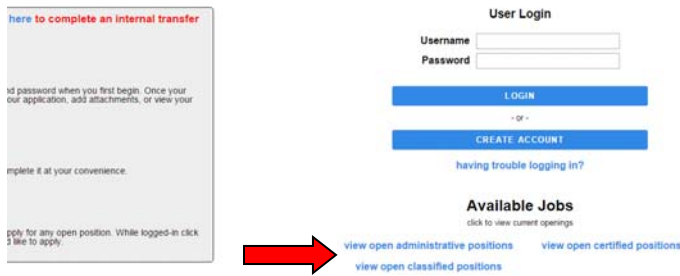 here to complete an internal transfer
and password when you first begin. Once your
our application, add attachments, or view your
mplete it at your convenience.
pply for any open position. While logged-in click
like to apply.
User Login
Username
Password
LOGIN
- or -
CREATE ACCOUNT
having trouble logging in?
Available Jobs
click to view current openings
view open administrative positions
view open certified positions
view open classified positions